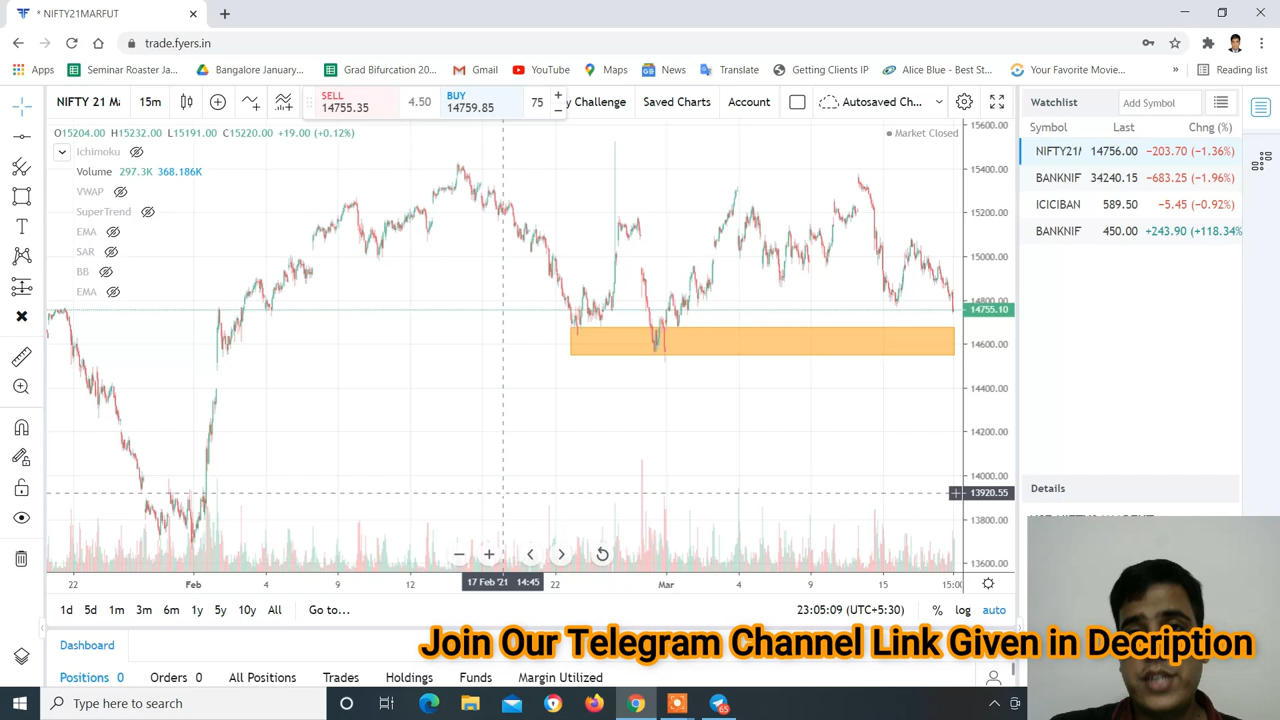 * NIFTY21MARFUT
trade.fyers.in
Apps
Seminar Roaster Ja...
Bangalore January...
Grad Bifurcation 20...
Gmail
YouTube
Maps
News
Translate
Getting Clients IP
Alice Blue - Best St...
Your Favorite Movie...
»
Reading list
NIFTY 21 Ma
15m
SELL
14755.35
4.50
BUY
14759.85
75
y Challenge
Saved Charts
Account
Autosaved Ch...
Watchlist
Add Symbol
O15204.00 H15232.00 L15191.00 C15220.00 +19.00 (+0.12%)
Market Closed
Ichimoku
Volume 297.3K 368.186K
VWAP
SuperTrend
EMA
SAR
BB
EMA
Symbol Last Chng (%)
NIFTY21 14756.00 −203.70 (−1.36%)
BANKNIF 34240.15 −683.25 (−1.96%)
ICICIBAN 589.50 −5.45 (−0.92%)
BANKNIF 450.00 +243.90 (+118.34%
15600.00
15400.00
15200.00
15000.00
14800.00
14755.10
14600.00
14400.00
14200.00
14000.00
13920.55
13800.00
13600.00
Details
22 Feb 4 9 12 17 Feb '21 14:45 22 Mar 4 9 15 15:00
1d 5d 1m 3m 6m 1y 5y 10y All Go to...
23:05:09 (UTC+5:30) % log auto
Join Our Telegram Channel Link Given in Decription
Dashboard
Positions 0 Orders 0 All Positions Trades Holdings Funds Margin Utilized
Type here to search
65